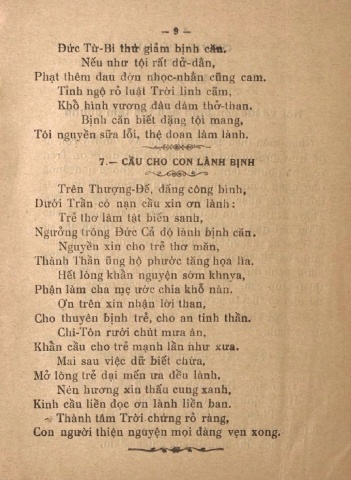 — 9 —
Đức Từ-Bi thứ giảm bịnh căn.
Nếu như tội rất dữ-dằn,
Phạt thêm đau đớn nhọc-nhằn cũng cam.
Tỉnh ngộ rõ luật Trời linh cãm,
Khổ hình vương đâu dám thở-than.
Bịnh căn biết dặng tội mang,
Tôi nguyền sữa lỗi, thệ đoan làm lành.
7.— CẦU CHO CON LÀNH BỊNH
Trên Thượng-Đế, đấng công bình,
Dưới Trần có nạn cầu xin ơn lành :
Trẻ thơ lâm tật biến sanh,
Ngưởng trông Đức Cả độ lành bịnh căn.
Nguyền xin cho trẻ thơ măn,
Thánh Thần ủng hộ phước tăng họa lìa,
Hết lòng khẩn nguyện sớm khuya,
Phận làm cha mẹ ước chia khổ nàn.
Ơn trên xin nhận lời than,
Cho thuyên bịnh trẻ, cho an tinh thần.
Chí-Tôn rưới chút mưa ân,
Khẩn cầu cho trẻ mạnh lần như xưa.
Mai sau việc dữ biết chừa,
Mở lòng trẻ dại mến ưa đều lành,
Nén hương xin thấu cung xanh,
Kinh cầu liền đọc ơn lành liền ban.
Thành tâm Trời chứng rỏ ràng,
Con người thiện nguyện mọi đàng vẹn xong.